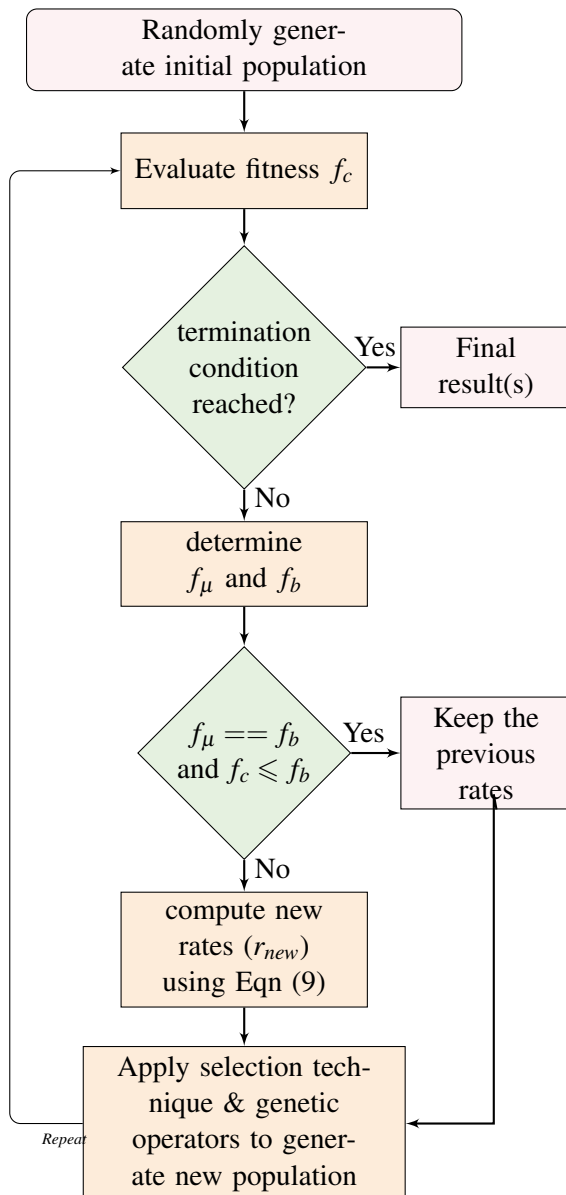 Randomly gener-
ate initial population
Evaluate fitness f_c
termination
condition
reached?
Yes
Final
result(s)
No
determine
f_μ and f_b
f_μ == f_b
and f_c ⩽ f_b
Yes
Keep the
previous
rates
No
compute new
rates (r_new)
using Eqn (9)
Apply selection tech-
nique & genetic
operators to gener-
ate new population
Repeat